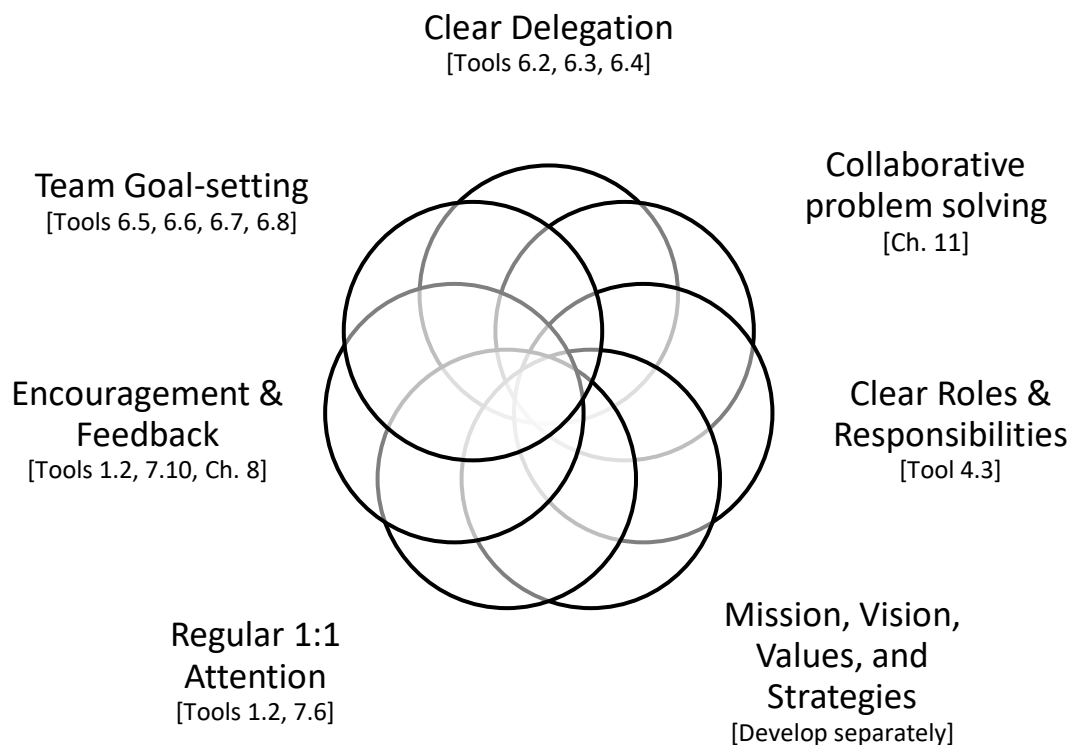 Clear Delegation
[Tools 6.2, 6.3, 6.4]
Collaborative
problem solving
[Ch. 11]
Clear Roles &
Responsibilities
[Tool 4.3]
Mission, Vision,
Values, and
Strategies
[Develop separately]
Regular 1:1
Attention
[Tools 1.2, 7.6]
Encouragement &
Feedback
[Tools 1.2, 7.10, Ch. 8]
Team Goal-setting
[Tools 6.5, 6.6, 6.7, 6.8]